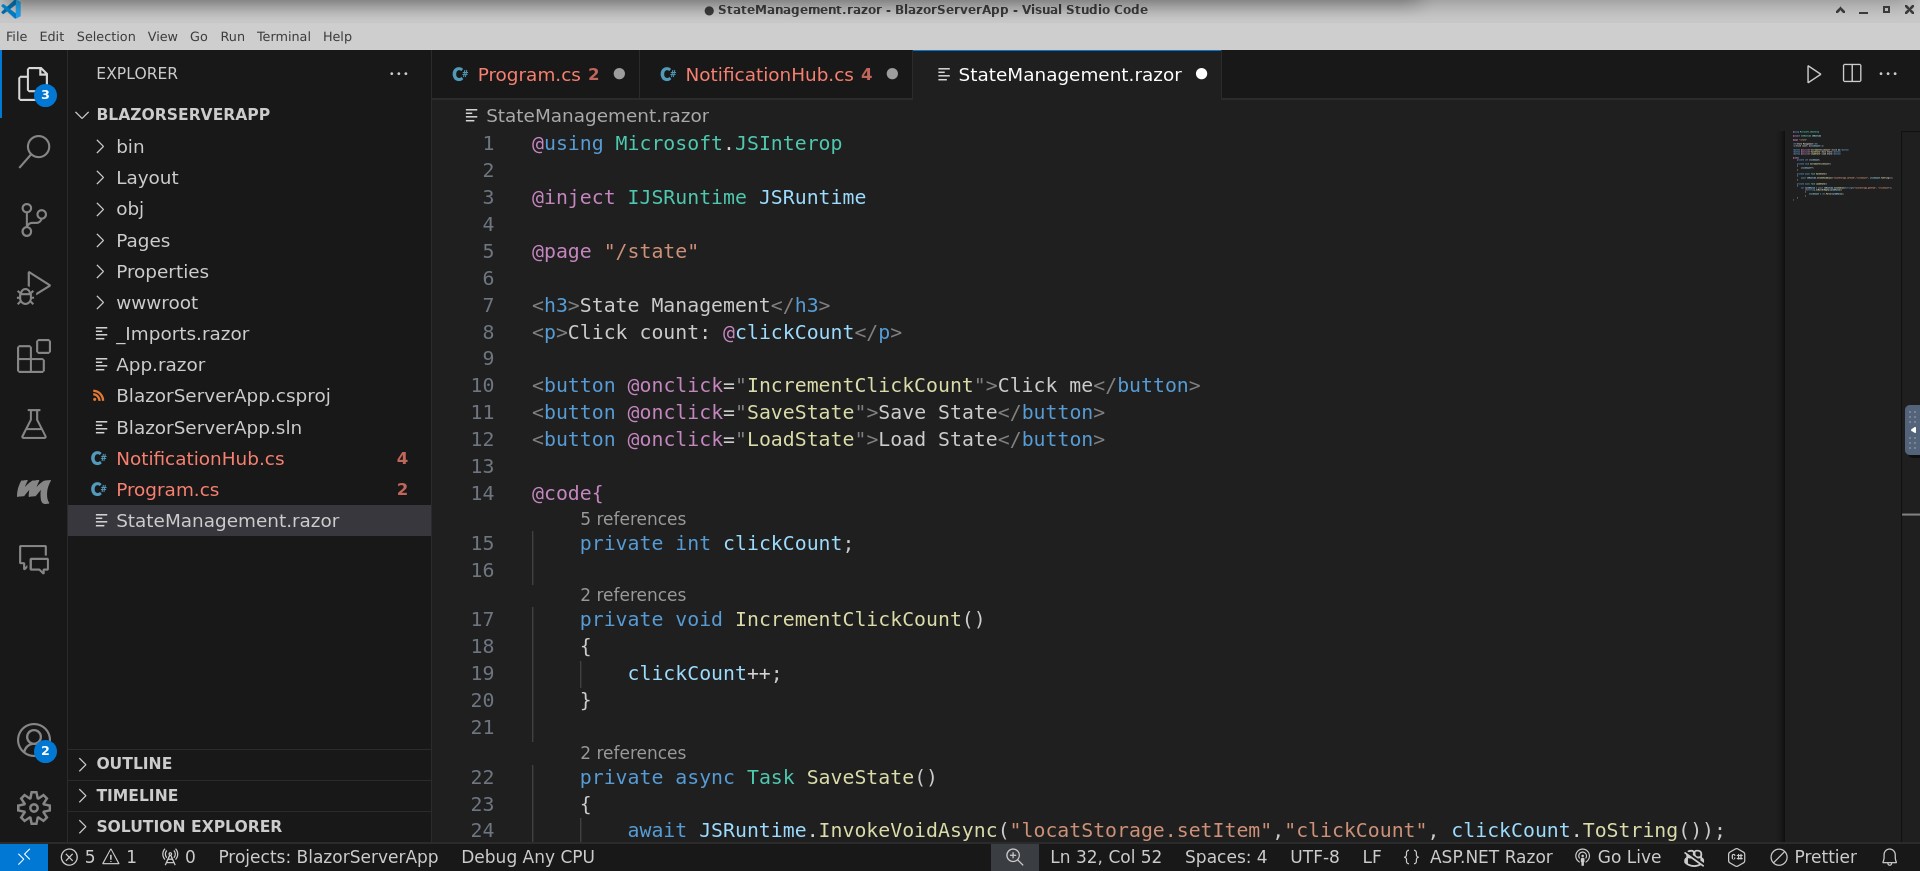 ● StateManagement.razor - BlazorServerApp - Visual Studio Code
File Edit Selection View Go Run Terminal Help
EXPLORER
BLAZORSERVERAPP
bin
Layout
obj
Pages
Properties
wwwroot
_Imports.razor
App.razor
BlazorServerApp.csproj
BlazorServerApp.sln
C# NotificationHub.cs 4
C# Program.cs 2
StateManagement.razor
OUTLINE
TIMELINE
SOLUTION EXPLORER
3
2
C# Program.cs 2 ● C# NotificationHub.cs 4 ● StateManagement.razor ●
StateManagement.razor
1 @using Microsoft.JSInterop
2
3 @inject IJSRuntime JSRuntime
4
5 @page "/state"
6
7 <h3>State Management</h3>
8 <p>Click count: @clickCount</p>
9
10 <button @onclick="IncrementClickCount">Click me</button>
11 <button @onclick="SaveState">Save State</button>
12 <button @onclick="LoadState">Load State</button>
13
14 @code{
5 references
15 private int clickCount;
16
2 references
17 private void IncrementClickCount()
18 {
19 clickCount++;
20 }
21
2 references
22 private async Task SaveState()
23 {
24 await JSRuntime.InvokeVoidAsync("locatStorage.setItem","clickCount", clickCount.ToString());
5 1 0 Projects: BlazorServerApp Debug Any CPU Ln 32, Col 52 Spaces: 4 UTF-8 LF {} ASP.NET Razor Go Live Prettier